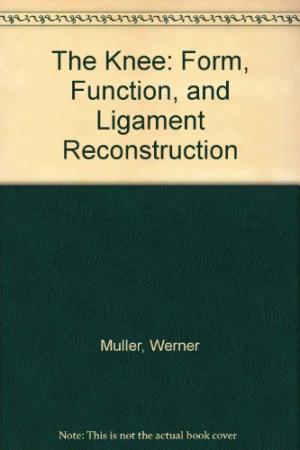 The Knee: Form,
Function, and
Ligament
Reconstruction
Muller, Werner
Note: This is not the actual book cover